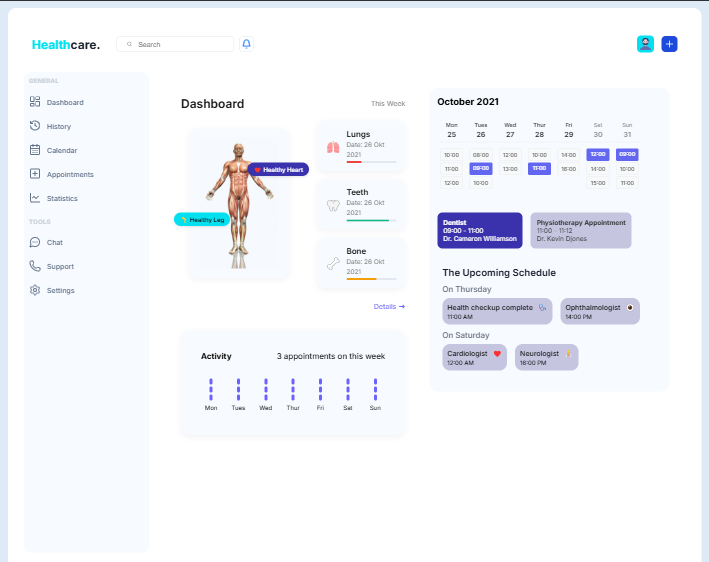 Healthcare.
Search
GENERAL
Dashboard
History
Calendar
Appointments
Statistics
TOOLS
Chat
Support
Settings
Dashboard
This Week
Healthy Heart
Healthy Leg
Lungs
Date: 26 Okt
2021
Teeth
Date: 26 Okt
2021
Bone
Date: 26 Okt
2021
Details →
Activity
3 appointments on this week
Mon Tues Wed Thur Fri Sat Sun
October 2021
Mon Tues Wed Thur Fri Sat Sun
25 26 27 28 29 30 31
10:00 08:00 12:00 10:00 14:00 12:00 09:00
11:00 09:00 13:00 11:00 16:00 14:00 10:00
12:00 10:00 15:00 11:00
Dentist
09:00 - 11:00
Dr. Cameron Williamson
Physiotherapy Appointment
11:00 - 11:12
Dr. Kevin Djones
The Upcoming Schedule
On Thursday
Health checkup complete
11:00 AM
Ophthalmologist
14:00 PM
On Saturday
Cardiologist
12:00 AM
Neurologist
16:00 PM